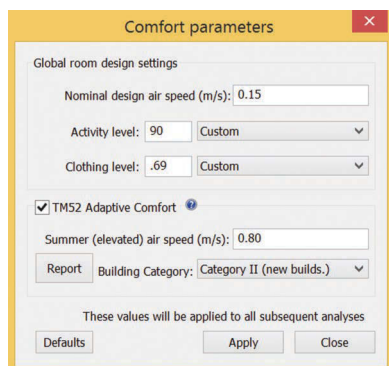 Comfort parameters
Global room design settings
Nominal design air speed (m/s): 0.15
Activity level: 90 Custom
Clothing level: .69 Custom
TM52 Adaptive Comfort ?
Summer (elevated) air speed (m/s): 0.80
Report Building Category: Category II (new builds.)
These values will be applied to all subsequent analyses
Defaults Apply Close